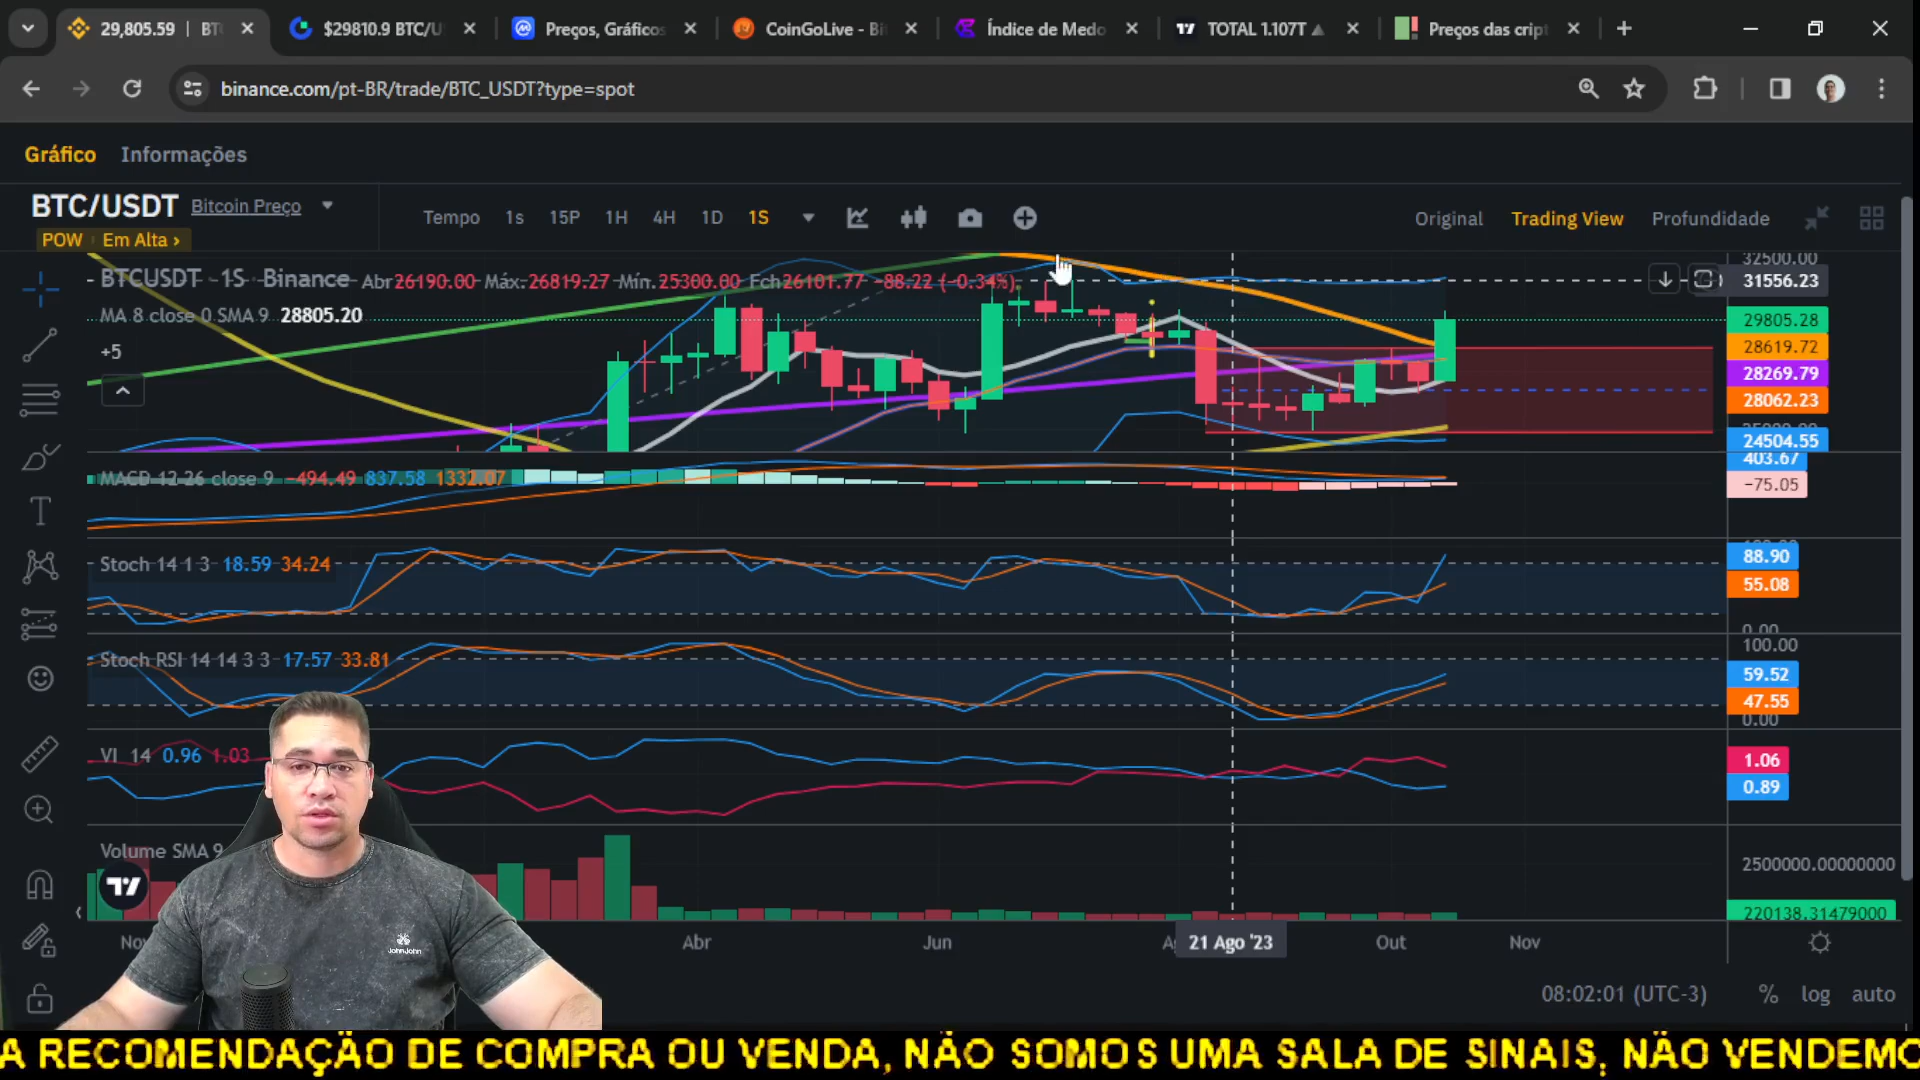 29,805.59 | BT
$29810.9 BTC/U
Preços, Gráficos
CoinGoLive - Bi
Índice de Medo
TOTAL 1.107T ▲
Preços das cript
binance.com/pt-BR/trade/BTC_USDT?type=spot
Gráfico Informações
BTC/USDT Bitcoin Preço
POW Em Alta ›
Tempo 1s 15P 1H 4H 1D 1S
Original Trading View Profundidade
BTCUSDT · 1S · Binance Abr26190.00 Máx.26819.27 Mín.25300.00 Fch26101.77 -88.22 (-0.34%)
MA 8 close 0 SMA 9 28805.20
+5
32500.00
31556.23
29805.28
28619.72
28269.79
28062.23
24504.55
MACD 12 26 close 9 -494.49 837.58 1332.07
403.67
-75.05
Stoch 14 1 3 18.59 34.24
88.90
55.08
0.00
Stoch RSI 14 14 3 3 17.57 33.81
100.00
59.52
47.55
0.00
VI 14 0.96 1.03
1.06
0.89
Volume SMA 9
2500000.00000000
220138.31479000
JohnJohn
Abr Jun 21 Ago '23 Out Nov
08:02:01 (UTC-3) % log auto
A RECOMENDAÇÃO DE COMPRA OU VENDA, NÃO SOMOS UMA SALA DE SINAIS, NÃO VENDEMO